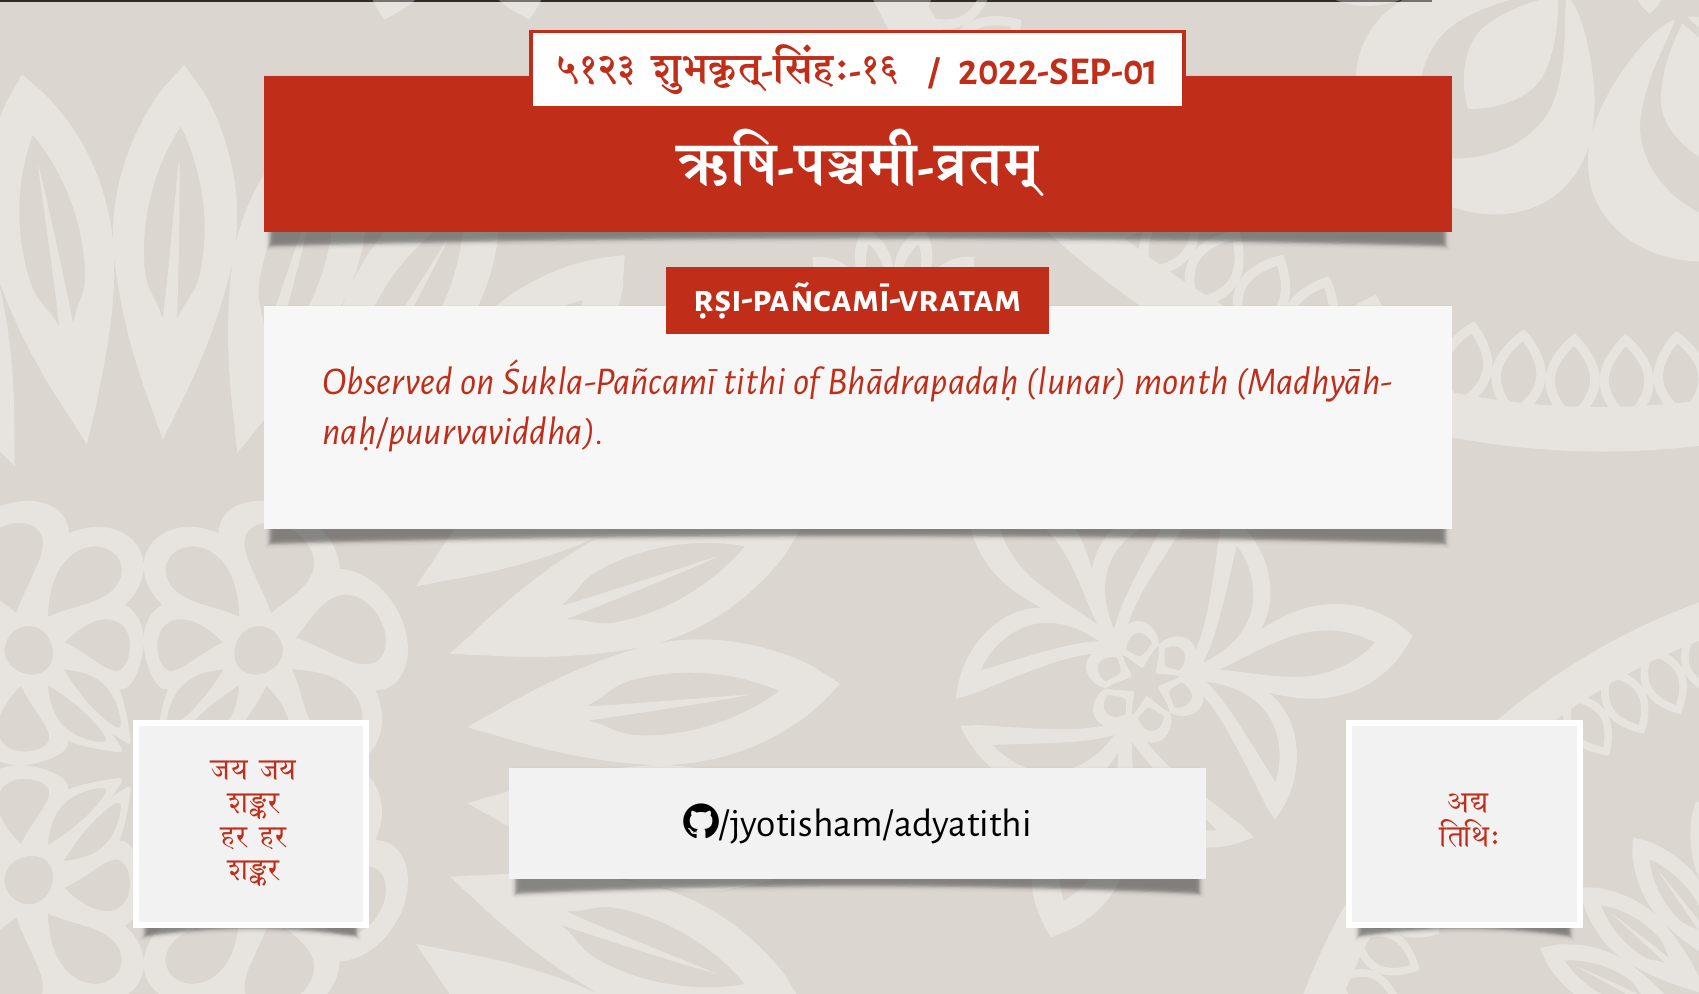 ५१२३ शुभकृत्-सिंहः-१६ / 2022-SEP-01
ऋषि-पञ्चमी-व्रतम्
ṚṢI-PAÑCAMĪ-VRATAM
Observed on Śukla-Pañcamī tithi of Bhādrapadaḥ (lunar) month (Madhyāh-
naḥ/puurvaviddha).
जय जय
शङ्कर
हर हर
शङ्कर
/jyotisham/adyatithi
अद्य
तिथिः